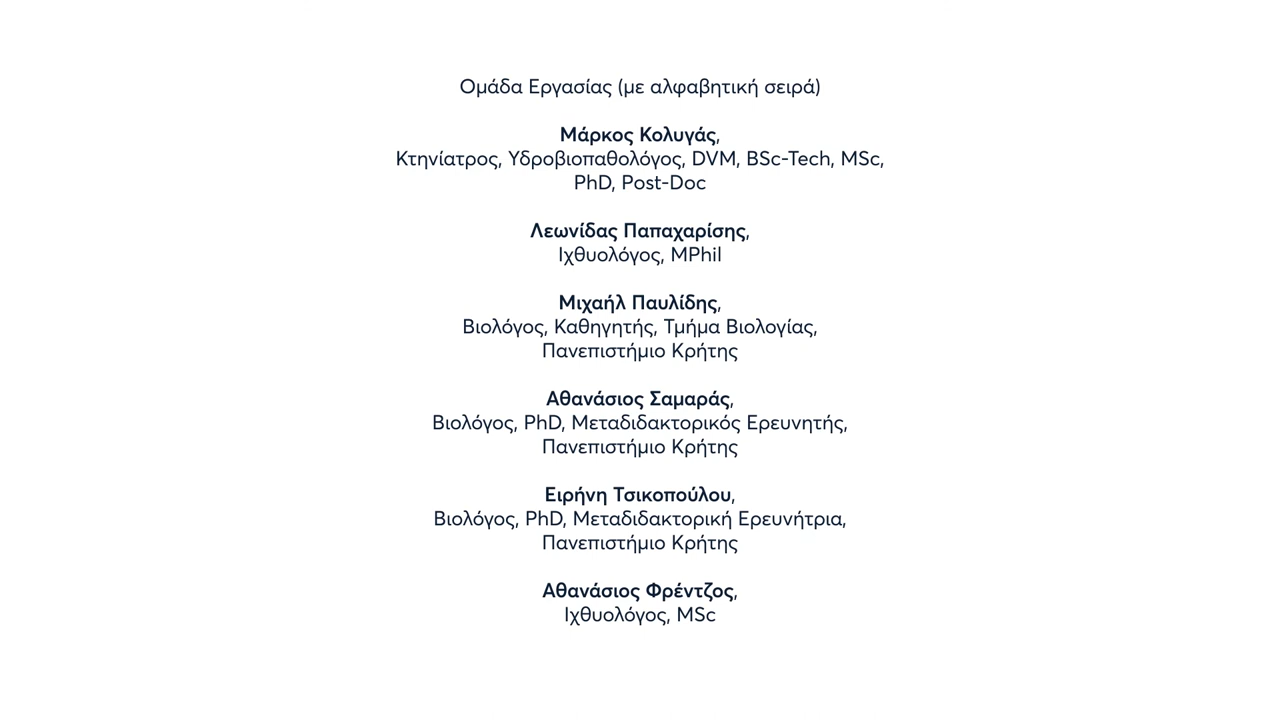 Ομάδα Εργασίας (με αλφαβητική σειρά)
Μάρκος Κολυγάς,
Κτηνίατρος, Υδροβιοπαθολόγος, DVM, BSc-Tech, MSc,
PhD, Post-Doc
Λεωνίδας Παπαχαρίσης,
Ιχθυολόγος, MPhil
Μιχαήλ Παυλίδης,
Βιολόγος, Καθηγητής, Τμήμα Βιολογίας,
Πανεπιστήμιο Κρήτης
Αθανάσιος Σαμαράς,
Βιολόγος, PhD, Μεταδιδακτορικός Ερευνητής,
Πανεπιστήμιο Κρήτης
Ειρήνη Τσικοπούλου,
Βιολόγος, PhD, Μεταδιδακτορική Ερευνήτρια,
Πανεπιστήμιο Κρήτης
Αθανάσιος Φρέντζος,
Ιχθυολόγος, MSc